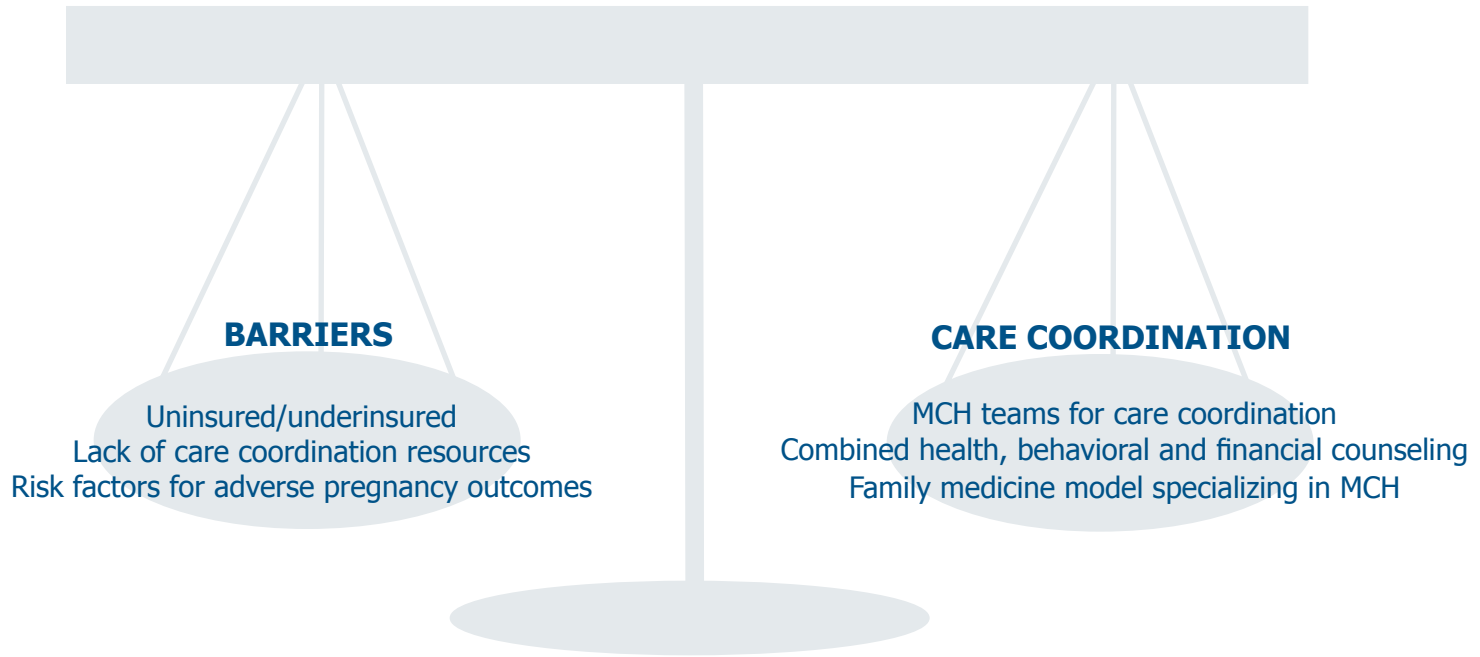 BARRIERS
Uninsured/underinsured
Lack of care coordination resources
Risk factors for adverse pregnancy outcomes
CARE COORDINATION
MCH teams for care coordination
Combined health, behavioral and financial counseling
Family medicine model specializing in MCH